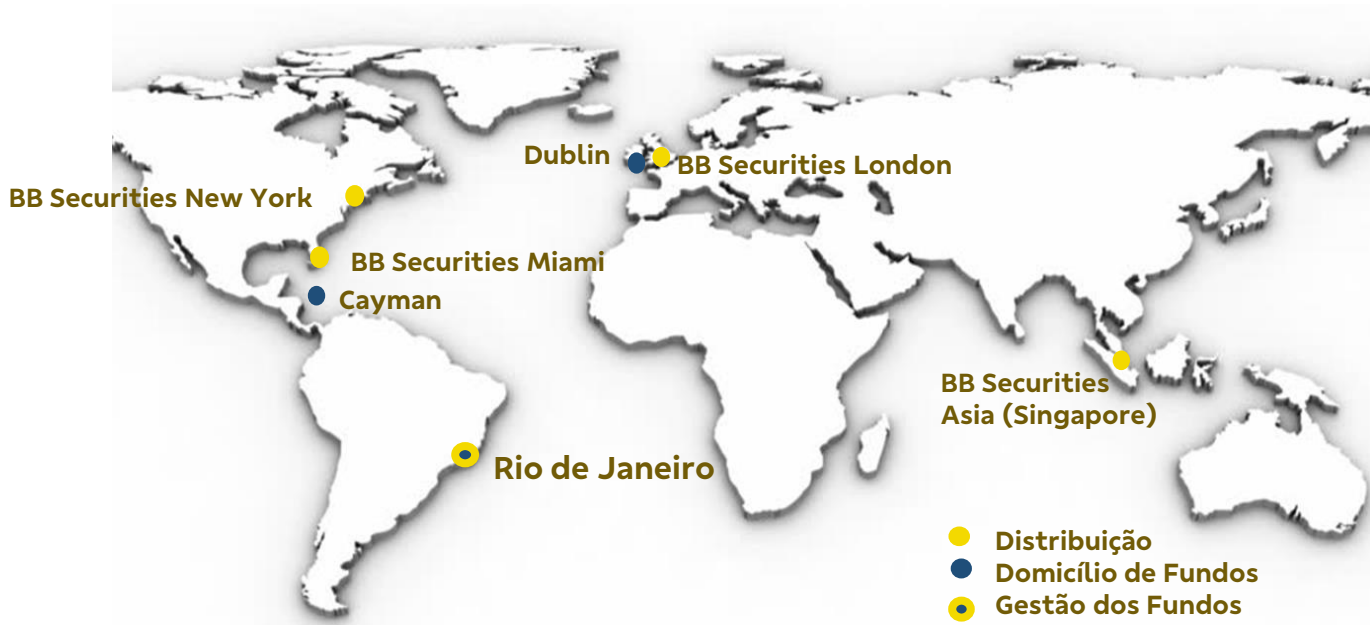 Dublin
BB Securities London
BB Securities New York
BB Securities Miami
Cayman
BB Securities
Asia (Singapore)
Rio de Janeiro
Distribuição
Domicílio de Fundos
Gestão dos Fundos